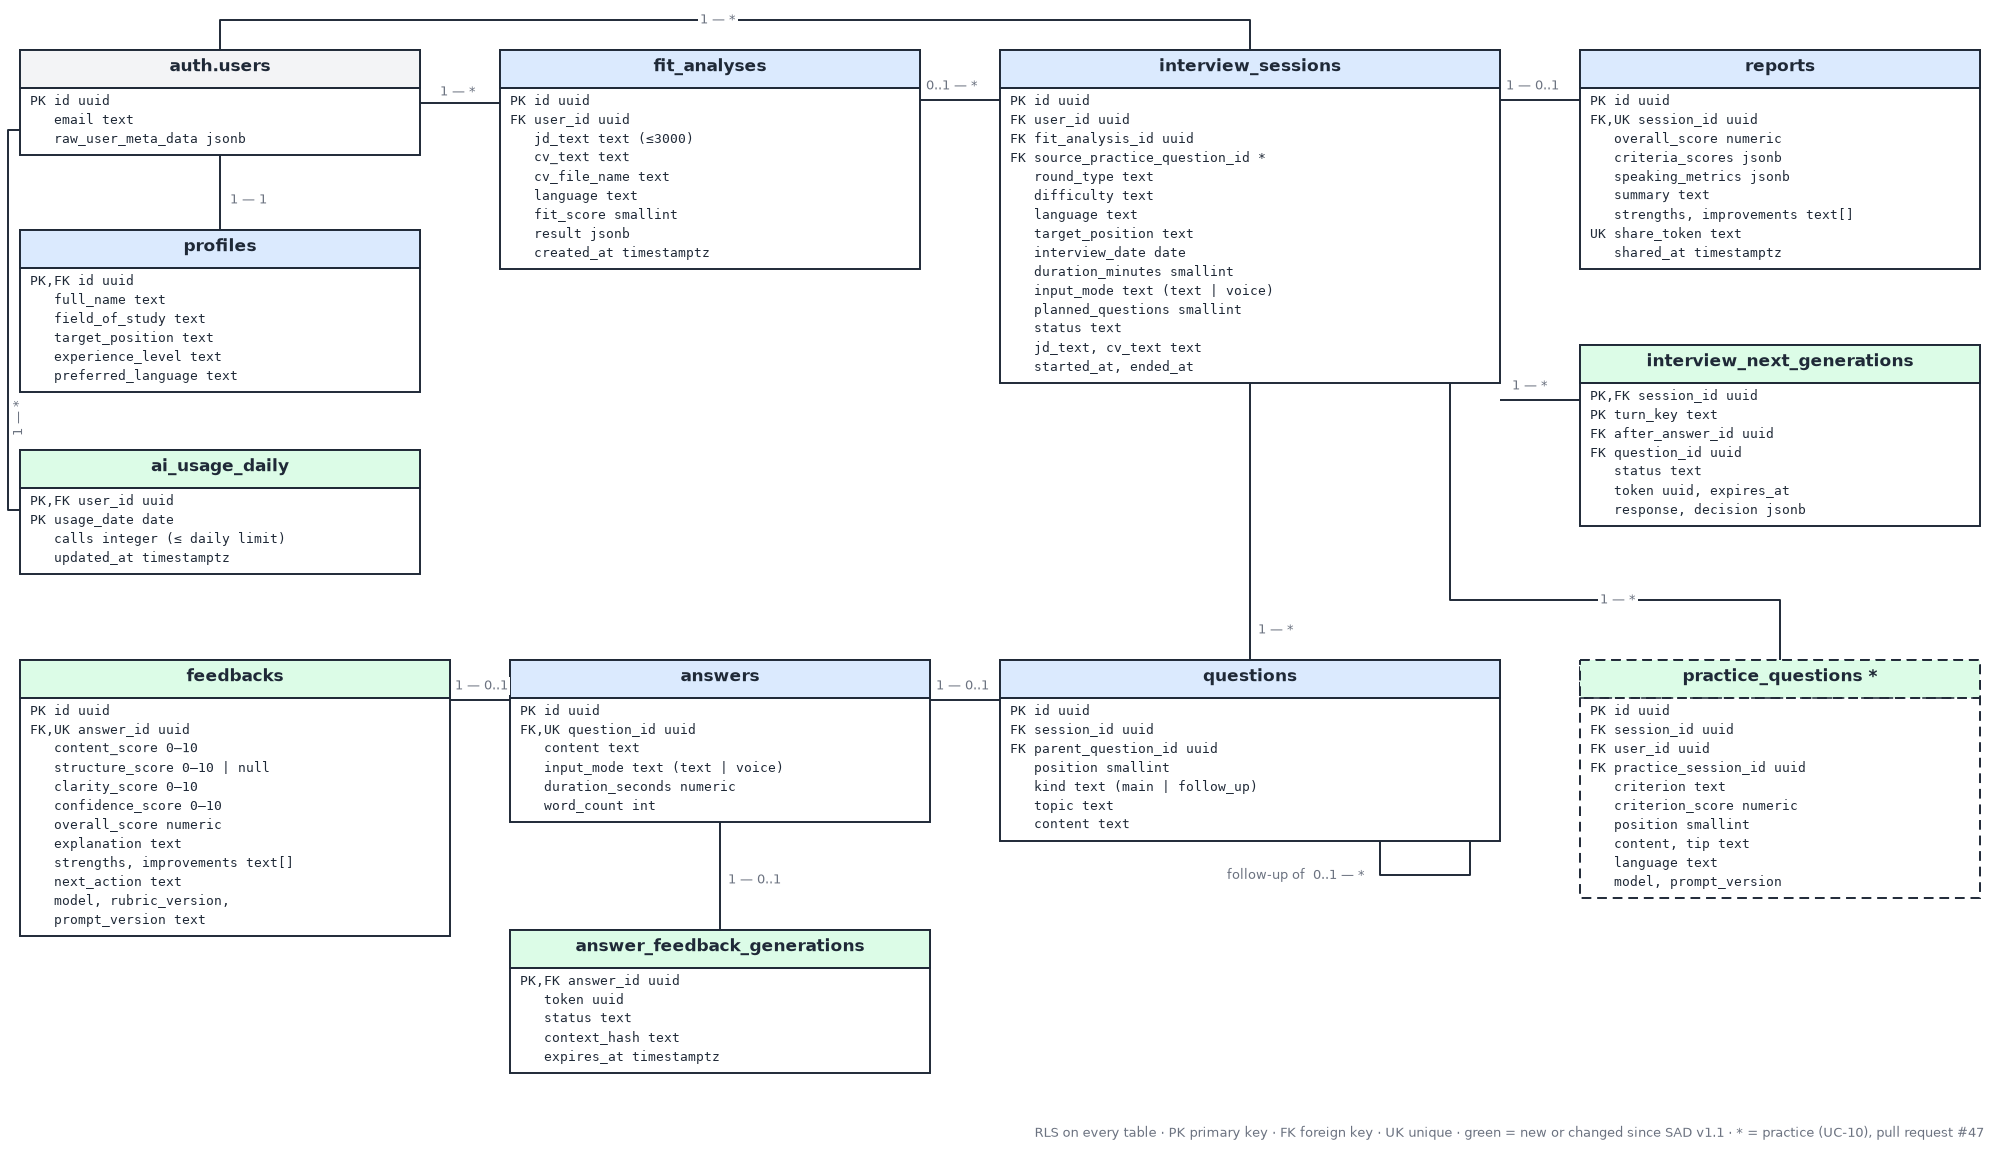 1 — *
auth.users
PK id uuid
email text
raw_user_meta_data jsonb
1 — *
fit_analyses
PK id uuid
FK user_id uuid
jd_text text (≤3000)
cv_text text
cv_file_name text
language text
fit_score smallint
result jsonb
created_at timestamptz
0..1 — *
interview_sessions
PK id uuid
FK user_id uuid
FK fit_analysis_id uuid
FK source_practice_question_id *
round_type text
difficulty text
language text
target_position text
interview_date date
duration_minutes smallint
input_mode text (text | voice)
planned_questions smallint
status text
jd_text, cv_text text
started_at, ended_at
1 — 0..1
reports
PK id uuid
FK,UK session_id uuid
overall_score numeric
criteria_scores jsonb
speaking_metrics jsonb
summary text
strengths, improvements text[]
UK share_token text
shared_at timestamptz
1 — 1
profiles
PK,FK id uuid
full_name text
field_of_study text
target_position text
experience_level text
preferred_language text
1 — *
interview_next_generations
PK,FK session_id uuid
PK turn_key text
FK after_answer_id uuid
FK question_id uuid
status text
token uuid, expires_at
response, decision jsonb
1 — *
ai_usage_daily
PK,FK user_id uuid
PK usage_date date
calls integer (≤ daily limit)
updated_at timestamptz
1 — *
1 — *
feedbacks
PK id uuid
FK,UK answer_id uuid
content_score 0–10
structure_score 0–10 | null
clarity_score 0–10
confidence_score 0–10
overall_score numeric
explanation text
strengths, improvements text[]
next_action text
model, rubric_version,
prompt_version text
1 — 0..1
answers
PK id uuid
FK,UK question_id uuid
content text
input_mode text (text | voice)
duration_seconds numeric
word_count int
1 — 0..1
questions
PK id uuid
FK session_id uuid
FK parent_question_id uuid
position smallint
kind text (main | follow_up)
topic text
content text
follow-up of 0..1 — *
practice_questions *
PK id uuid
FK session_id uuid
FK user_id uuid
FK practice_session_id uuid
criterion text
criterion_score numeric
position smallint
content, tip text
language text
model, prompt_version
1 — 0..1
answer_feedback_generations
PK,FK answer_id uuid
token uuid
status text
context_hash text
expires_at timestamptz
RLS on every table · PK primary key · FK foreign key · UK unique · green = new or changed since SAD v1.1 · * = practice (UC-10), pull request #47